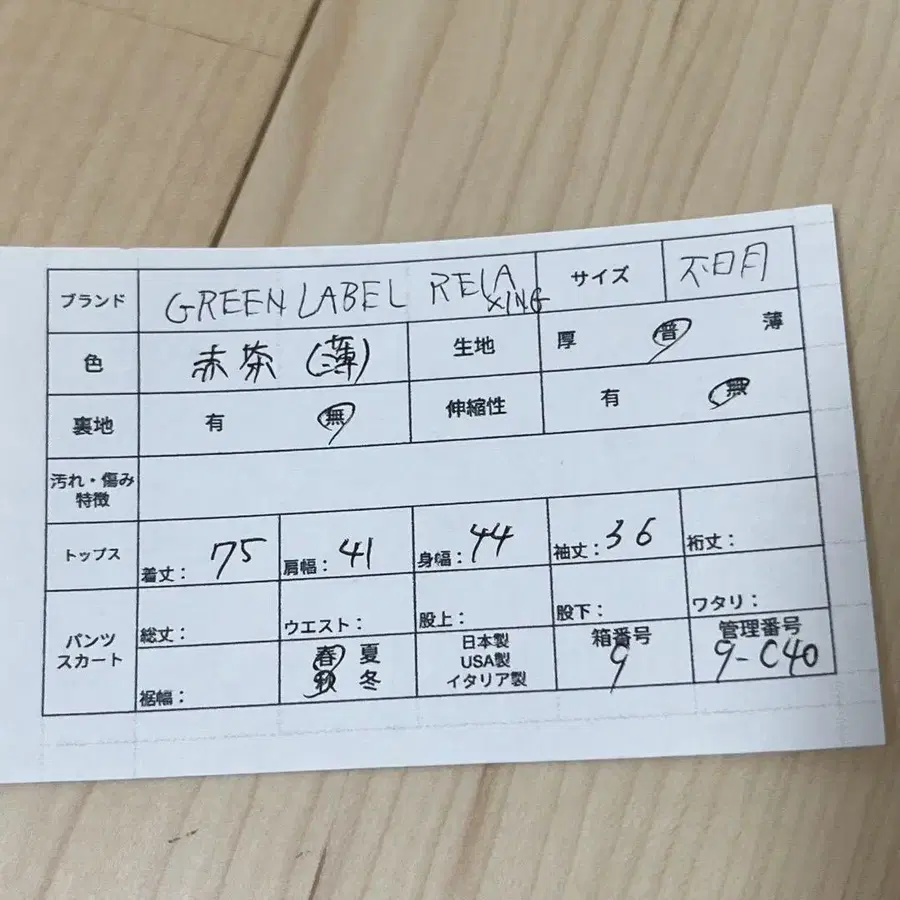 ブランド GREEN LABEL RELAXING サイズ 不明
色 赤茶 (薄) 生地 厚 普 薄
裏地 有 無 伸縮性 有 無
汚れ・傷み
特徴
トップス 着丈: 75 肩幅: 41 身幅: 44 袖丈: 36 裄丈:
パンツ
スカート
総丈: ウエスト: 股上: 股下: ワタリ:
裾幅:
春 夏
秋 冬
日本製
USA製
イタリア製
箱番号
9
管理番号
9-C40